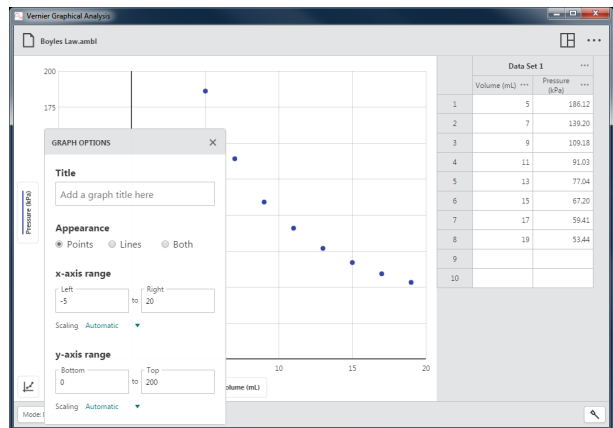 Vernier Graphical Analysis
Boyles Law.ambl
200
175
GRAPH OPTIONS
Title
Add a graph title here
Appearance
Points Lines Both
x-axis range
Left Right
-5 to 20
Scaling Automatic
y-axis range
Bottom Top
0 to 200
Scaling Automatic
Pressure (kPa)
10 15 20
olume (mL)
Mode:
Data Set 1
Volume (mL) Pressure (kPa)
1 5 186.12
2 7 139.20
3 9 109.18
4 11 91.03
5 13 77.04
6 15 67.20
7 17 59.41
8 19 53.44
9
10